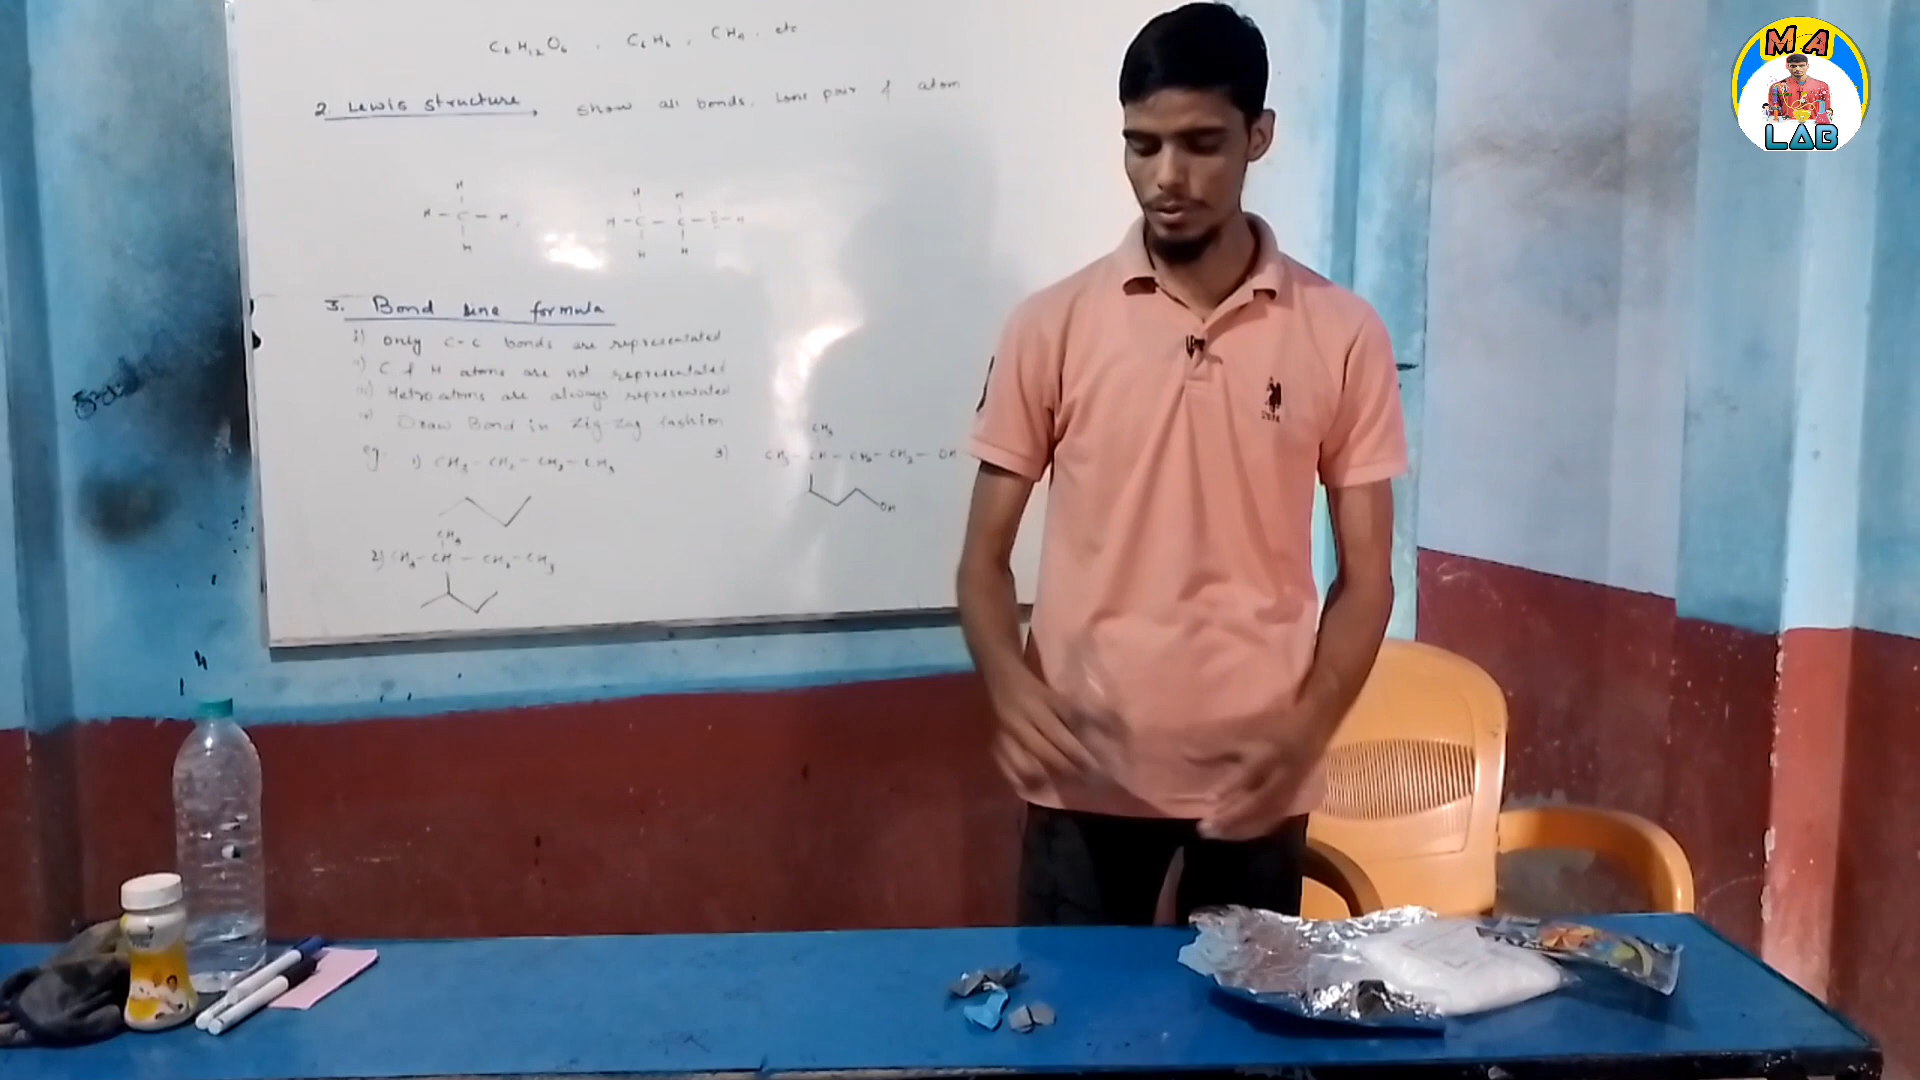 C6H12O6 , C6H6 , CH4 , etc
2. Lewis structure → show all bonds, lone pair & atom
H
H - C - H ,
H
H H
H - C - C - C - H
H H
3. Bond line formula
i) only C-C bonds are represented
ii) C & H atoms are not represented
iii) Hetroatoms are always represented
iv) Draw Bond in zig-zag fashion
eg 1) CH3 - CH2 - CH2 - CH3
3) CH3 - CH - CH2 - CH2 - OH
CH3
OH
CH3
2) CH3 - CH - CH2 - CH3
MA
LAB